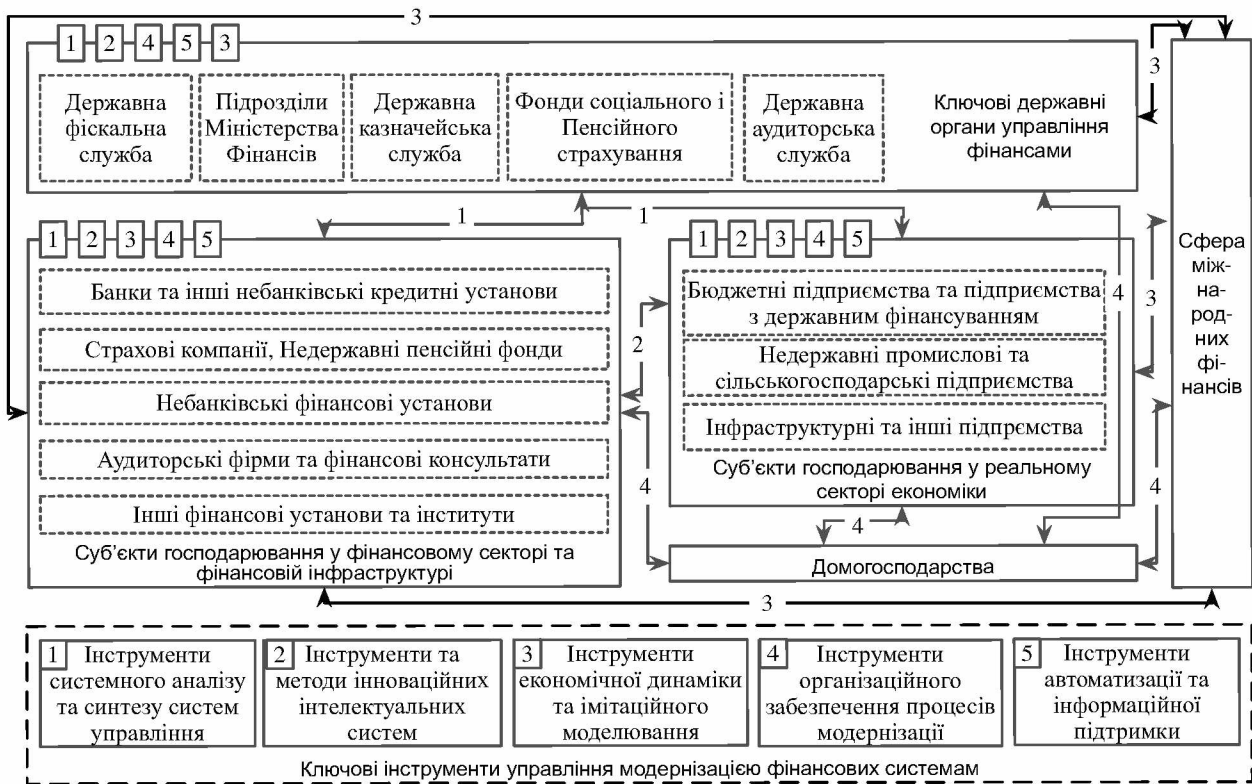 3
1 2 4 5 3
Державна
фіскальна
служба
Підрозділи
Міністерства
Фінансів
Державна
казначейська
служба
Фонди соціального і
Пенсійного
страхування
Державна
аудиторська
служба
Ключові державні
органи управління
фінансами
3
1
1
1 2 3 4 5
Банки та інші небанківські кредитні установи
Страхові компанії, Недержавні пенсійні фонди
Небанківські фінансові установи
Аудиторські фірми та фінансові консультати
Інші фінансові установи та інститути
Суб'єкти господарювання у фінансовому секторі та
фінансовій інфраструктурі
2
4
1 2 3 4 5
Бюджетні підприємства та підприємства
з державним фінансуванням
Недержавні промислові та
сільськогосподарські підприємства
Інфраструктурні та інші підпрємства
Суб'єкти господарювання у реальному
секторі економіки
4
4
Домогосподарства
3
4
Сфера
між-
на-
род-
них
фі-
нансів
3
1 Інструменти
системного аналізу
та синтезу систем
управління
2 Інструменти та
методи інноваційних
інтелектуальних
систем
3 Інструменти
економічної динаміки
та імітаційного
моделювання
4 Інструменти
організаційного
забезпечення процесів
модернізації
5 Інструменти
автоматизації та
інформаційної
підтримки
Ключові інструменти управління модернізацією фінансових системам